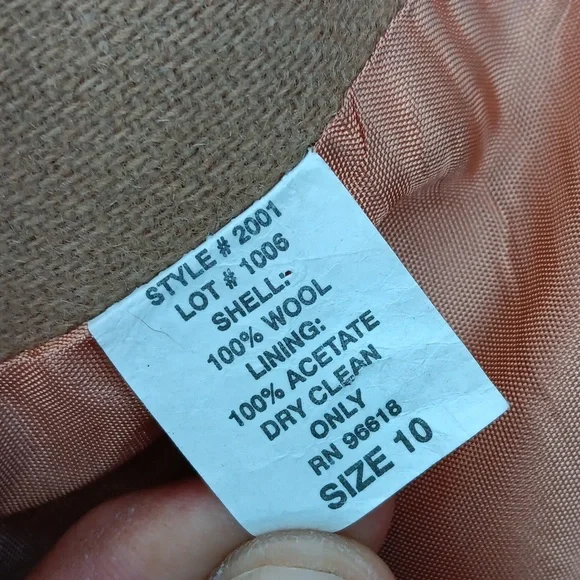 STYLE # 2001
LOT # 1006
SHELL:
100% WOOL
LINING:
100% ACETATE
DRY CLEAN
ONLY
RN 96618
SIZE 10